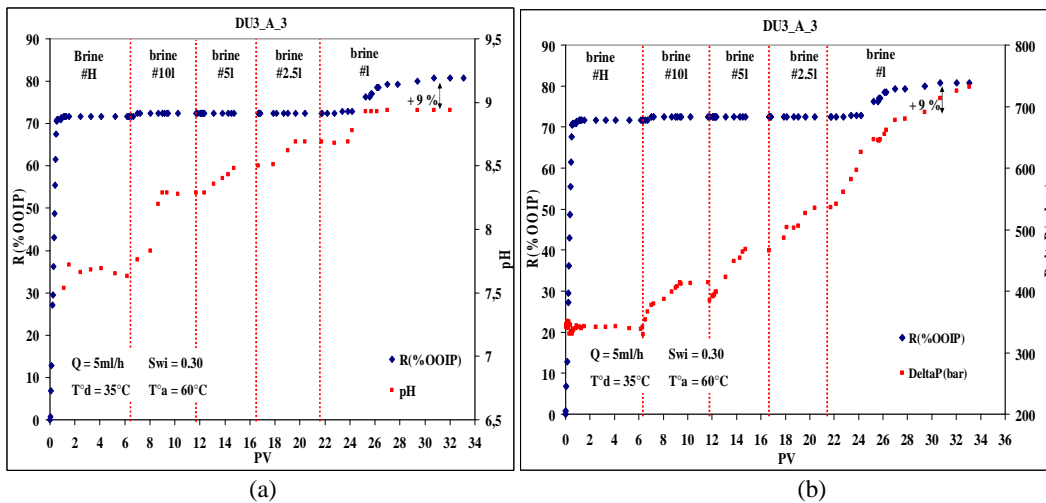 DU3_A_3
90
80
70
60
50
40
30
20
10
0
R(%OOIP)
9,5
9
8,5
8
7,5
7
6,5
pH
Brine #H
brine #10l
brine #5l
brine #2.5l
brine #l
+9 %
Q = 5ml/h Swi = 0.30
T°d = 35°C T°a = 60°C
R(%OOIP)
pH
0 2 4 6 8 10 12 14 16 18 20 22 24 26 28 30 32 34
PV
(a)
DU3_A_3
90
80
70
60
50
40
30
20
10
0
R(%OOIP)
800
700
600
500
400
300
200
brine #H
brine #10l
brine #5l
brine #2.5l
brine #l
+9 %
Q = 5ml/h Swi = 0.30
T°d = 35°C T°a = 60°C
R(%OOIP)
DeltaP(bar)
0 2 4 6 8 10 12 14 16 18 20 22 24 26 28 30 32 34 36
PV
(b)